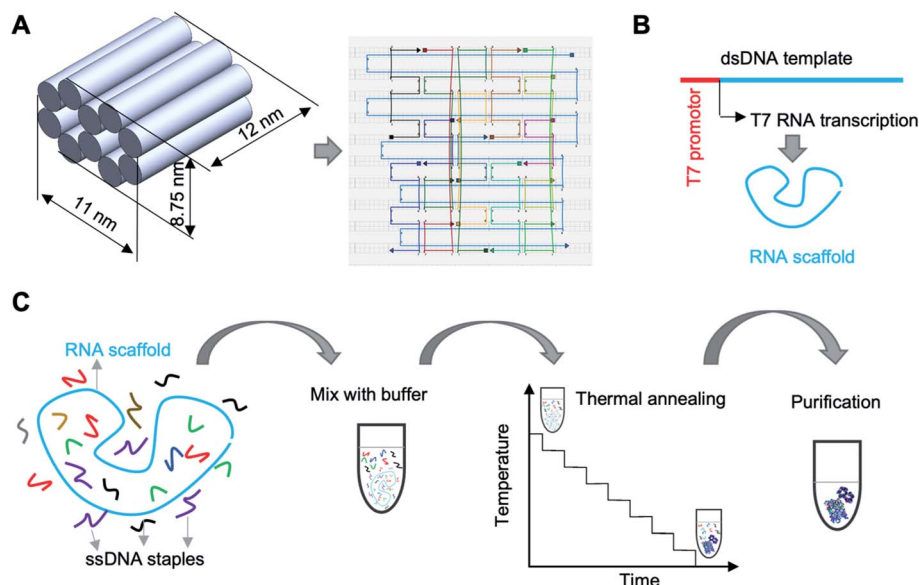 A
12 nm
8.75 nm
11 nm
B
dsDNA template
T7 promotor
T7 RNA transcription
RNA scaffold
C
RNA scaffold
ssDNA staples
Mix with buffer
Thermal annealing
Temperature
Time
Purification